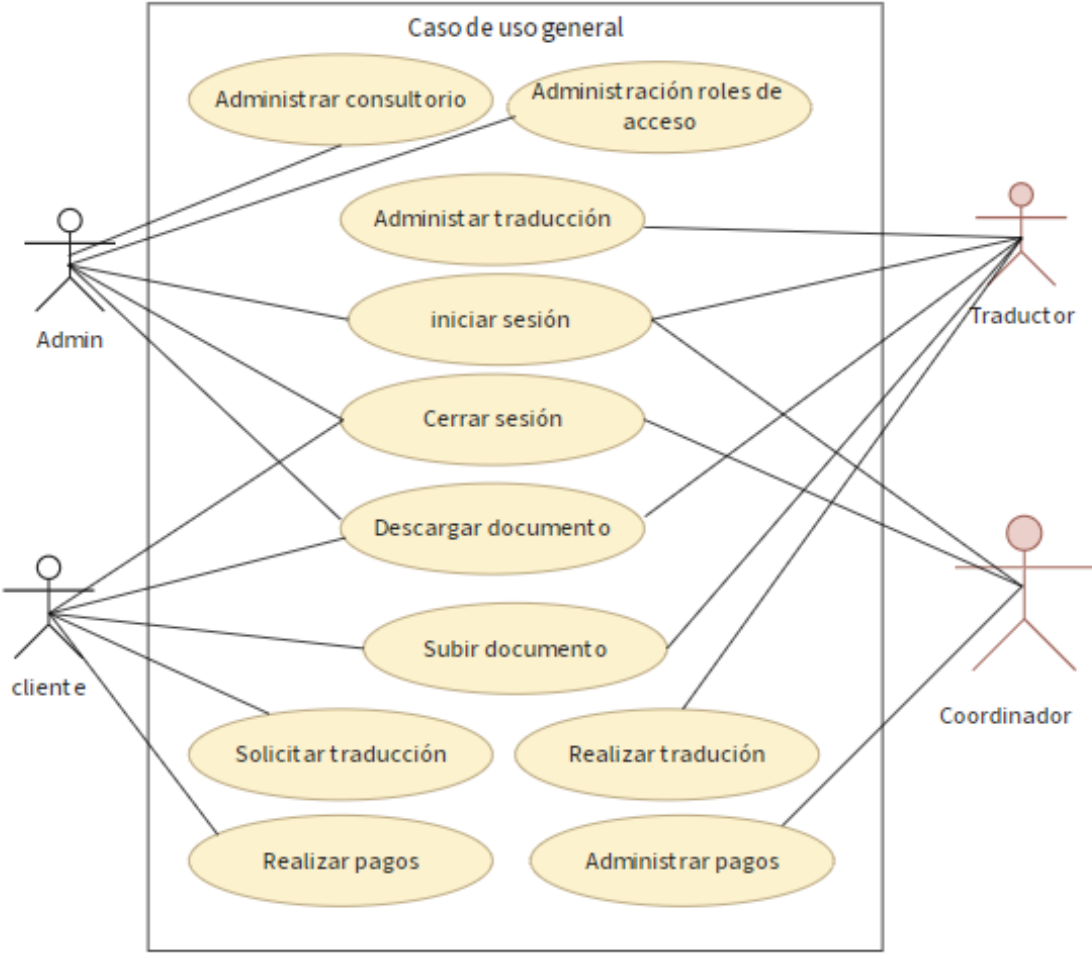 Caso de uso general
Administrar consultorio
Administración roles de
acceso
Administar traducción
iniciar sesión
Admin
Traductor
Cerrar sesión
Descargar documento
Subir documento
cliente
Coordinador
Solicitar traducción
Realizar tradución
Realizar pagos
Administrar pagos